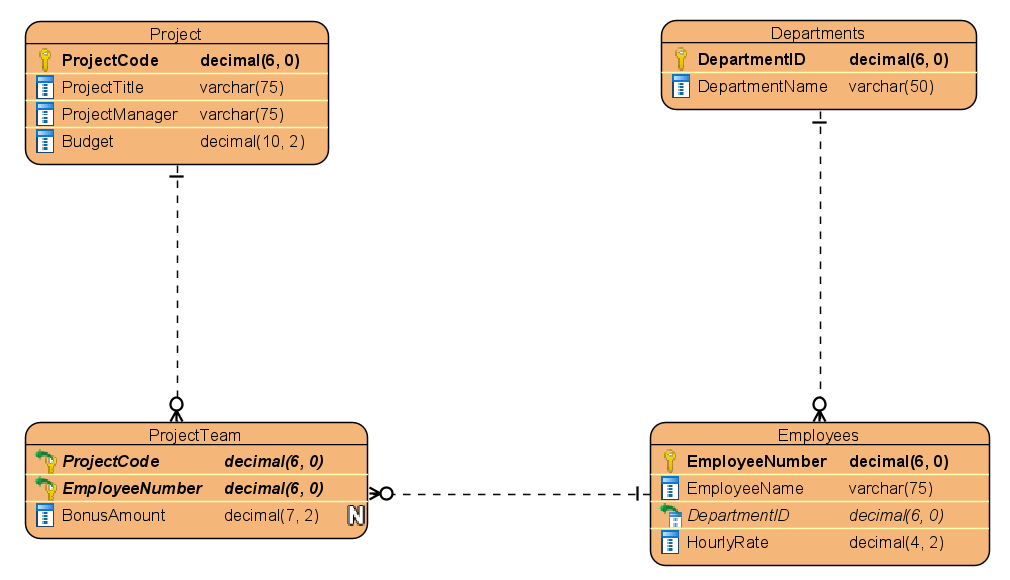 Project
ProjectCode decimal(6, 0)
ProjectTitle varchar(75)
ProjectManager varchar(75)
Budget decimal(10, 2)
Departments
DepartmentID decimal(6, 0)
DepartmentName varchar(50)
ProjectTeam
ProjectCode decimal(6, 0)
EmployeeNumber decimal(6, 0)
BonusAmount decimal(7, 2) N
Employees
EmployeeNumber decimal(6, 0)
EmployeeName varchar(75)
DepartmentID decimal(6, 0)
HourlyRate decimal(4, 2)